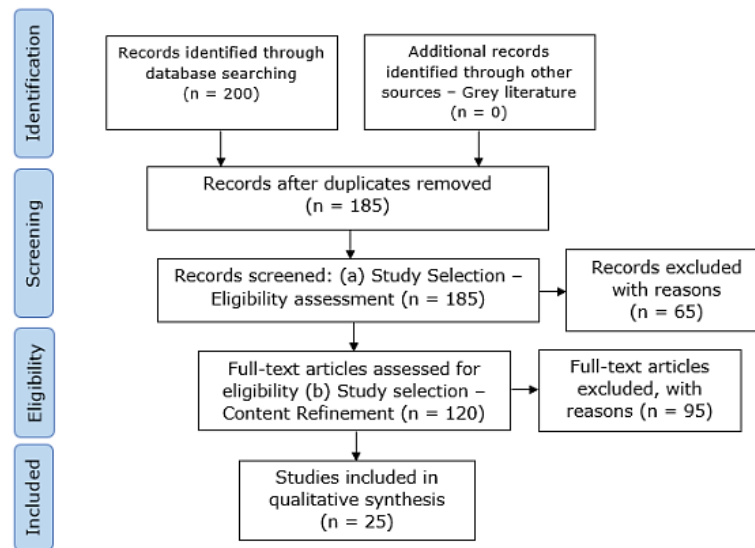 Identification
Records identified through
database searching
(n = 200)
Additional records
identified through other
sources – Grey literature
(n = 0)
Records after duplicates removed
(n = 185)
Screening
Records screened: (a) Study Selection –
Eligibility assessment (n = 185)
Records excluded
with reasons
(n = 65)
Eligibility
Full-text articles assessed for
eligibility (b) Study selection –
Content Refinement (n = 120)
Full-text articles
excluded, with
reasons (n = 95)
Included
Studies included in
qualitative synthesis
(n = 25)